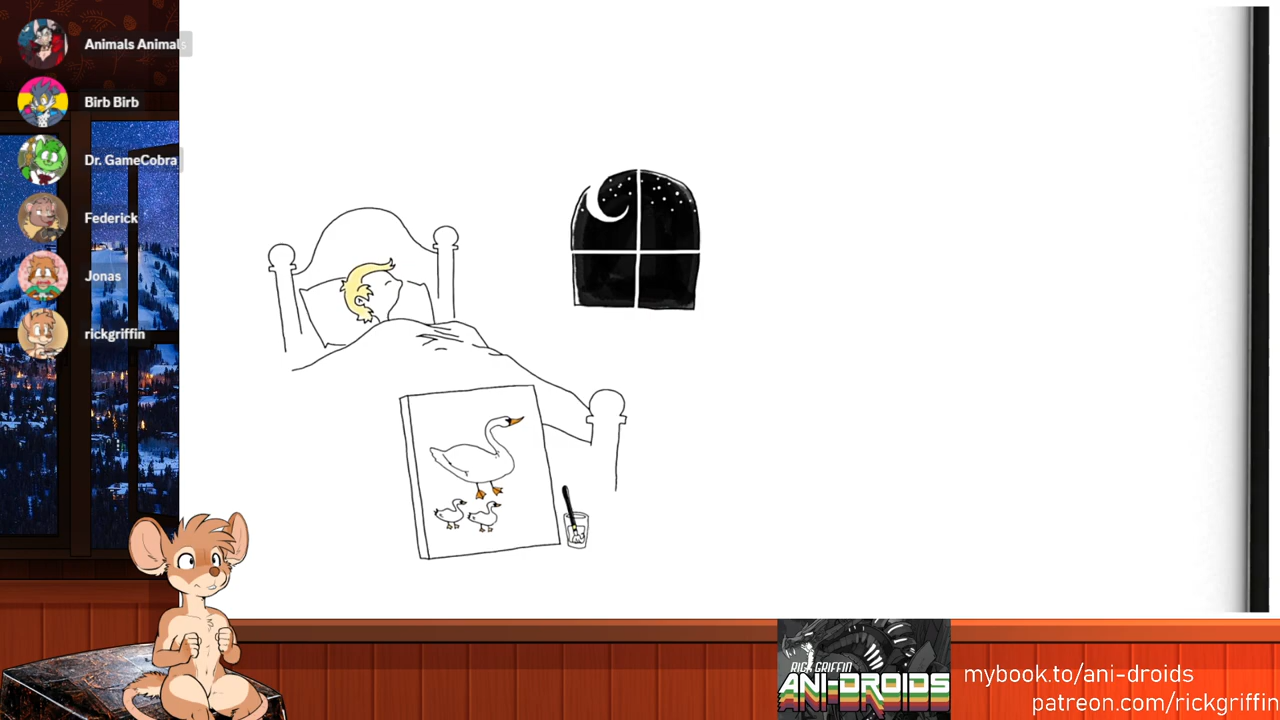 Animals Animals
Birb Birb
Dr. GameCobra
Federick
Jonas
rickgriffin
RICK GRIFFIN
ANI-DROIDS
mybook.to/ani-droids
patreon.com/rickgriffin